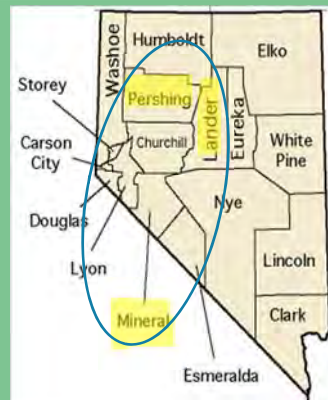 Humboldt
Elko
Washoe
Storey
Pershing
Lander
Eureka
Carson
City
Churchill
White
Pine
Douglas
Nye
Lyon
Lincoln
Mineral
Clark
Esmeralda